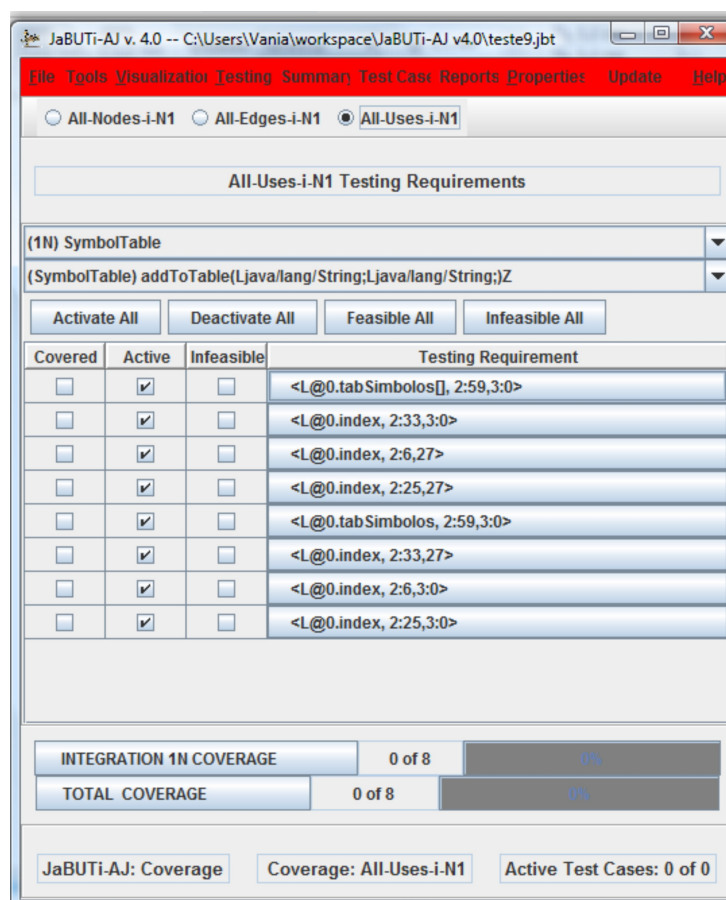 JaBUTi-AJ v. 4.0 -- C:\Users\Vania\workspace\JaBUTi-AJ v4.0\teste9.jbt
File Tools Visualization Testing Summary Test Case Reports Properties Update Help
All-Nodes-i-N1 All-Edges-i-N1 All-Uses-i-N1
All-Uses-i-N1 Testing Requirements
(1N) SymbolTable
(SymbolTable) addToTable(Ljava/lang/String;Ljava/lang/String;)Z
Activate All Deactivate All Feasible All Infeasible All
Covered Active Infeasible Testing Requirement
<L@0.tabSimbolos[], 2:59,3:0>
<L@0.index, 2:33,3:0>
<L@0.index, 2:6,27>
<L@0.index, 2:25,27>
<L@0.tabSimbolos, 2:59,3:0>
<L@0.index, 2:33,27>
<L@0.index, 2:6,3:0>
<L@0.index, 2:25,3:0>
INTEGRATION 1N COVERAGE 0 of 8 0%
TOTAL COVERAGE 0 of 8 0%
JaBUTi-AJ: Coverage Coverage: All-Uses-i-N1 Active Test Cases: 0 of 0